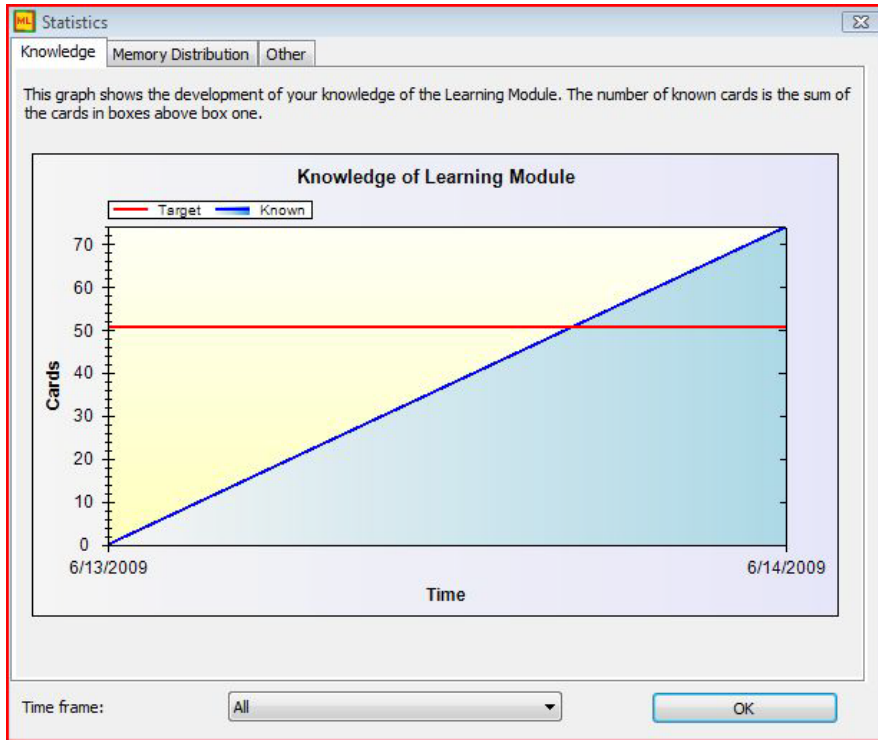 ML Statistics
Knowledge Memory Distribution Other
This graph shows the development of your knowledge of the Learning Module. The number of known cards is the sum of
the cards in boxes above box one.
Knowledge of Learning Module
Target Known
70
60
50
40
30
20
10
0
Cards
6/13/2009 6/14/2009
Time
Time frame: All OK